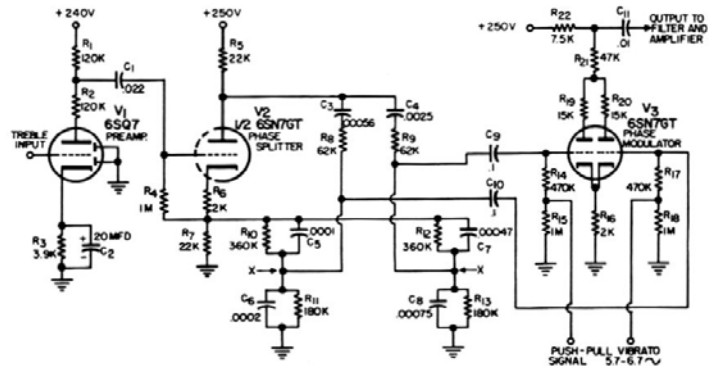 +240V
R1
120K
R2
120K
C1
.022
V1
6SQ7
PREAMP.
TREBLE
INPUT
R3
3.9K
20 MFD
+
C2
+250V
R5
22K
V2
1/2 6SN7GT
PHASE
SPLITTER
R4
1M
R6
2K
R7
22K
C3
.00056
R8
62K
C4
.0025
R9
62K
R10
360K
.0001
C5
X
C6
.0002
R11
180K
R12
360K
.00047
C7
X
C8
.00075
R13
180K
C9
.1
C10
.1
+250V
R22
7.5K
C11
.01
OUTPUT TO
FILTER AND
AMPLIFIER
R21
47K
R19
15K
R20
15K
V3
6SN7GT
PHASE
MODULATOR
R14
470K
R15
1M
R16
2K
R17
470K
R18
1M
PUSH-PULL VIBRATO
SIGNAL 5.7-6.7 ~